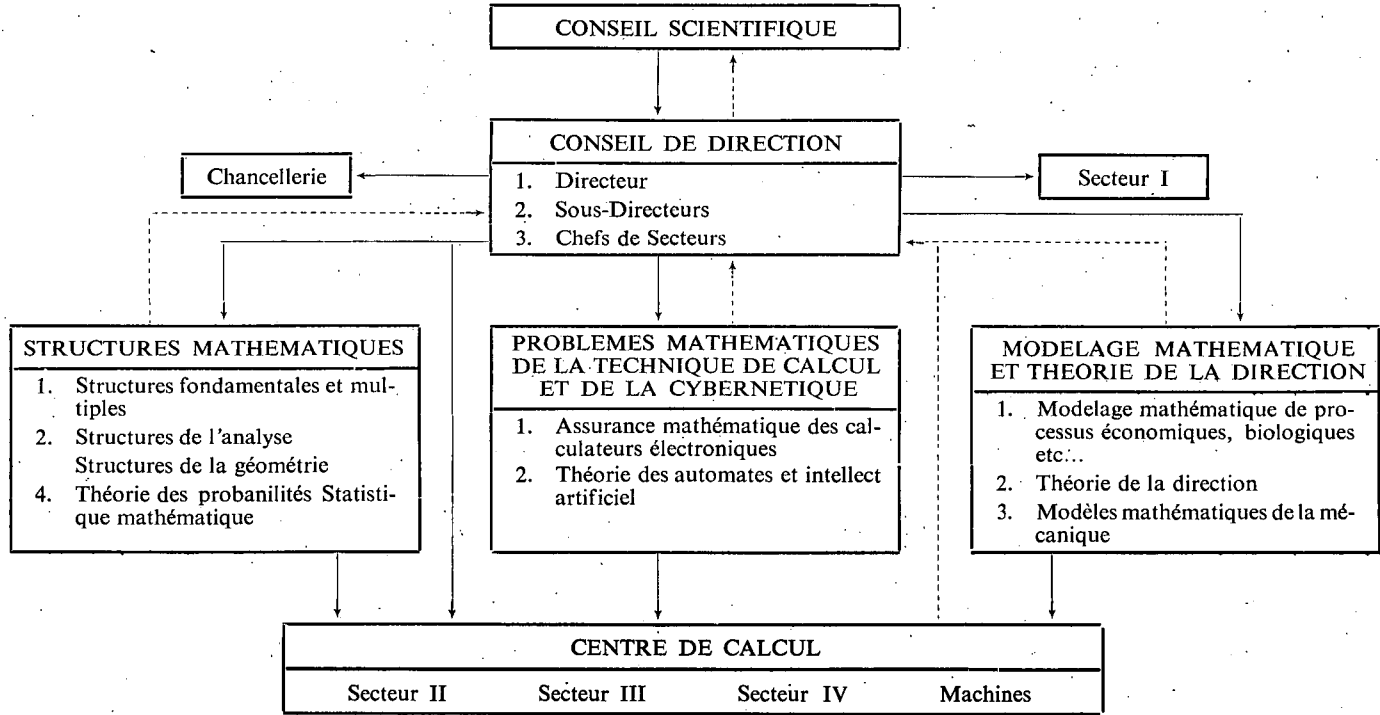 CONSEIL SCIENTIFIQUE
CONSEIL DE DIRECTION
1. Directeur
2. Sous-Directeurs
3. Chefs de Secteurs
Chancellerie
Secteur I
STRUCTURES MATHEMATIQUES
1. Structures fondamentales et mul-
tiples
2. Structures de l'analyse
Structures de la géométrie
4. Théorie des probanilités Statisti-
que mathématique
PROBLEMES MATHEMATIQUES
DE LA TECHNIQUE DE CALCUL
ET DE LA CYBERNETIQUE
1. Assurance mathématique des cal-
culateurs électroniques
2. Théorie des automates et intellect
artificiel
MODELAGE MATHEMATIQUE
ET THEORIE DE LA DIRECTION
1. Modelage mathématique de pro-
cessus économiques, biologiques
etc...
2. Théorie de la direction
3. Modèles mathématiques de la mé-
canique
CENTRE DE CALCUL
Secteur II Secteur III Secteur IV Machines